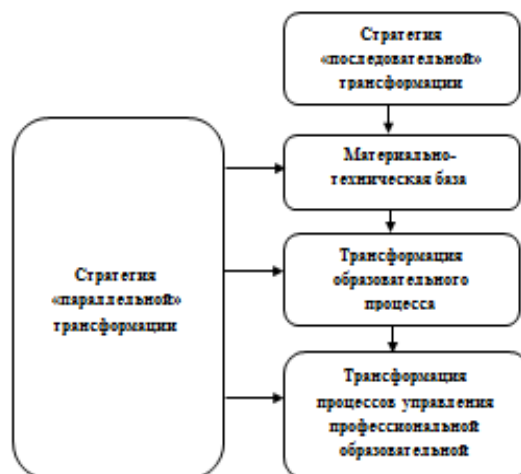 Стратегия
«последовательной»
трансформации
Материально-
техническая база
Стратегия
«параллельной»
трансформации
Трансформация
образовательного
процесса
Трансформация
процессов управления
профессиональной
образовательной